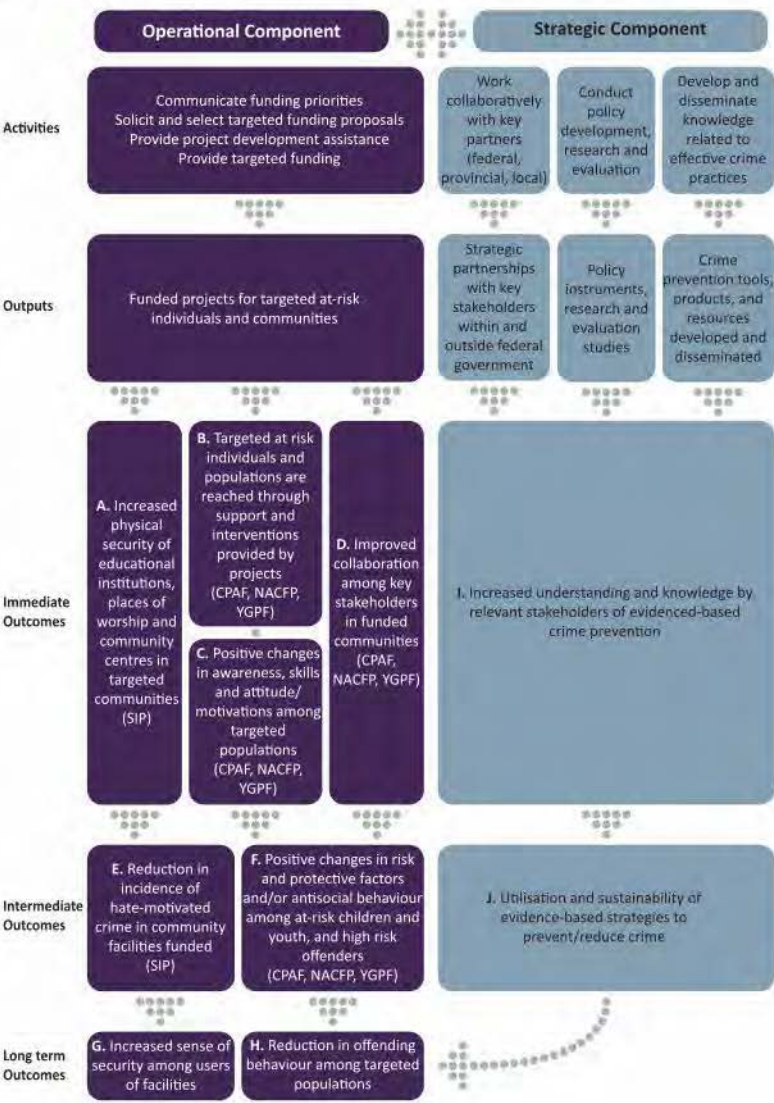 Operational Component
Strategic Component
Activities
Communicate funding priorities
Solicit and select targeted funding proposals
Provide project development assistance
Provide targeted funding
Work
collaboratively
with key
partners
(federal,
provincial, local)
Conduct
policy
development,
research and
evaluation
Develop and
disseminate
knowledge
related to
effective crime
practices
Outputs
Funded projects for targeted at-risk
individuals and communities
Strategic
partnerships
with key
stakeholders
within and
outside federal
government
Policy
instruments,
research and
evaluation
studies
Crime
prevention tools,
products, and
resources
developed and
disseminated
Immediate
Outcomes
A. Increased
physical
security of
educational
institutions,
places of
worship and
community
centres in
targeted
communities
(SIP)
B. Targeted at risk
individuals and
populations are
reached through
support and
interventions
provided by
projects
(CPAF, NACFP,
YGPF)
C. Positive changes
in awareness, skills
and attitude/
motivations among
targeted
populations
(CPAF, NACFP,
YGPF)
D. Improved
collaboration
among key
stakeholders
in funded
communities
(CPAF,
NACFP, YGPF)
I. Increased understanding and knowledge by
relevant stakeholders of evidenced-based
crime prevention
Intermediate
Outcomes
E. Reduction in
incidence of
hate-motivated
crime in community
facilities funded
(SIP)
F. Positive changes in risk
and protective factors
and/or antisocial behaviour
among at-risk children and
youth, and high risk
offenders
(CPAF, NACFP, YGPF)
J. Utilisation and sustainability of
evidence-based strategies to
prevent/reduce crime
Long term
Outcomes
G. Increased sense of
security among users
of facilities
H. Reduction in offending
behaviour among targeted
populations